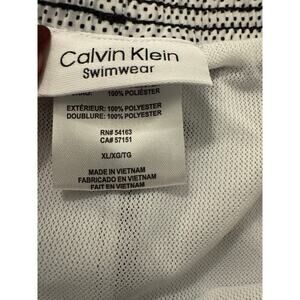 Calvin Klein
Swimwear
100% POLIÉSTER
EXTÉRIEUR: 100% POLYESTER
DOUBLURE: 100% POLYESTER
RN# 54163
CA# 57151
XL/XG/TG
MADE IN VIETNAM
FABRICADO EN VIETNAM
FAIT EN VIETNAM